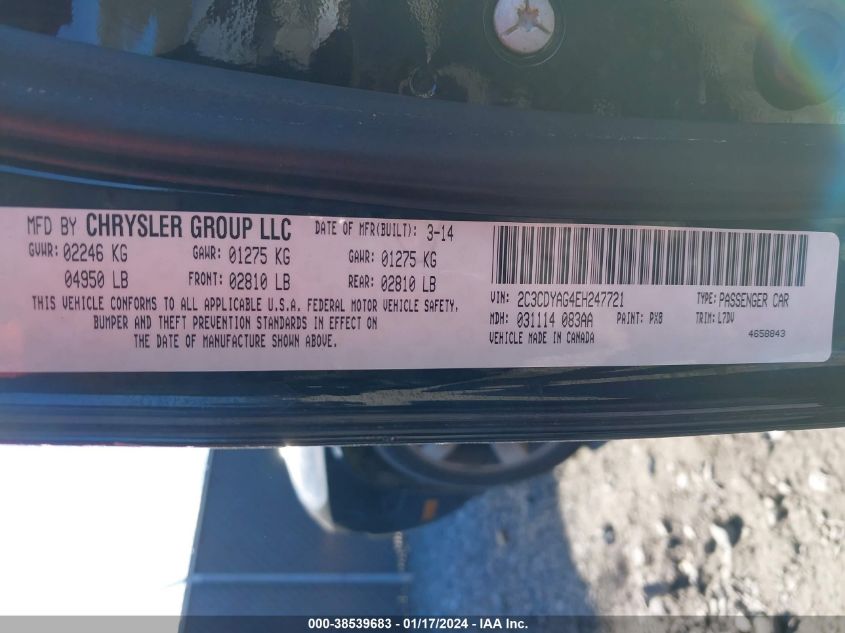 MFD BY CHRYSLER GROUP LLC DATE OF MFR(BUILT): 3-14
GVWR: 02246 KG GAWR: 01275 KG GAWR: 01275 KG
04950 LB FRONT: 02810 LB REAR: 02810 LB
THIS VEHICLE CONFORMS TO ALL APPLICABLE U.S.A. FEDERAL MOTOR VEHICLE SAFETY,
BUMPER AND THEFT PREVENTION STANDARDS IN EFFECT ON
THE DATE OF MANUFACTURE SHOWN ABOVE.
VIN: 2C3CDYAG4EH247721 TYPE: PASSENGER CAR
MDH: 031114 083AA PAINT: PX8 TRIM: L7DV
VEHICLE MADE IN CANADA 4658843
000-38539683 - 01/17/2024 - IAA Inc.